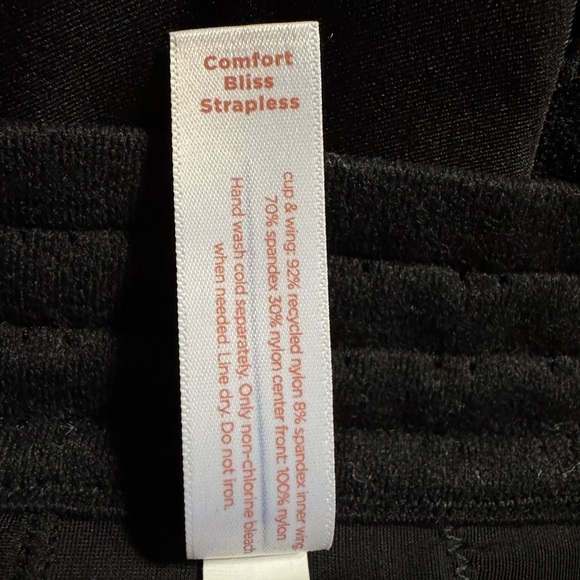 Comfort
Bliss
Strapless
cup & wing: 92% recycled nylon 8% spandex inner wing:
70% spandex 30% nylon center front: 100% nylon
Hand wash cold separately. Only non-chlorine bleach
when needed. Line dry. Do not iron.